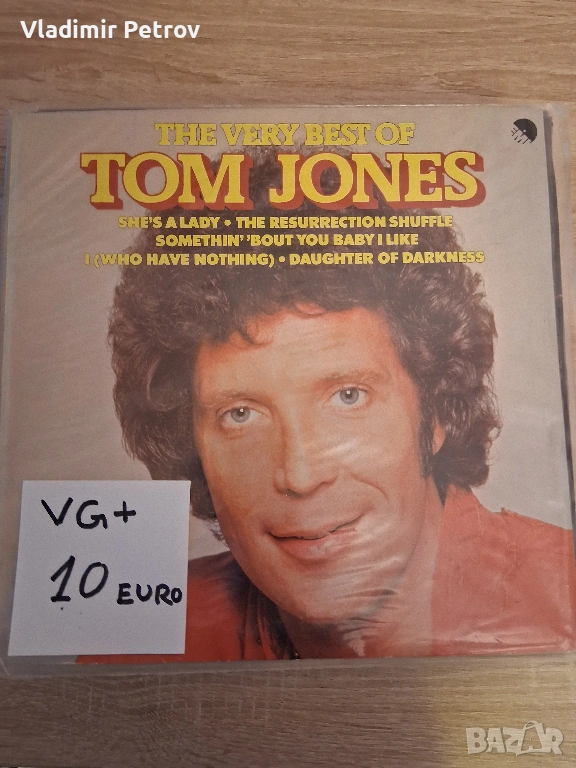 Vladimir Petrov
THE VERY BEST OF
TOM JONES
SHE'S A LADY • THE RESURRECTION SHUFFLE
SOMETHIN' 'BOUT YOU BABY I LIKE
I (WHO HAVE NOTHING) • DAUGHTER OF DARKNESS
EMI
VG+
10 EURO
BAZAR